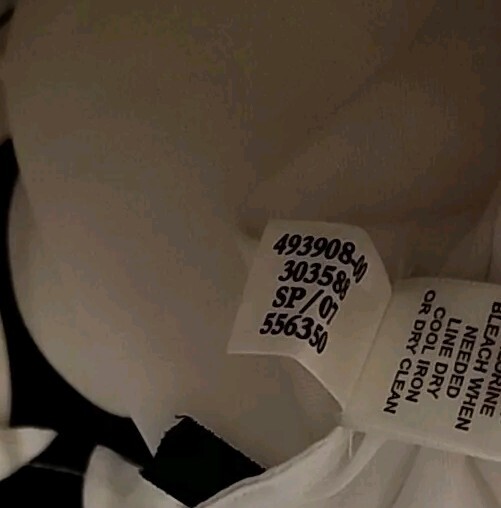 493908-00
303588
SP/07
556350
BLEACH WHEN
NEEDED
LINE DRY
COOL IRON
OR DRY CLEAN